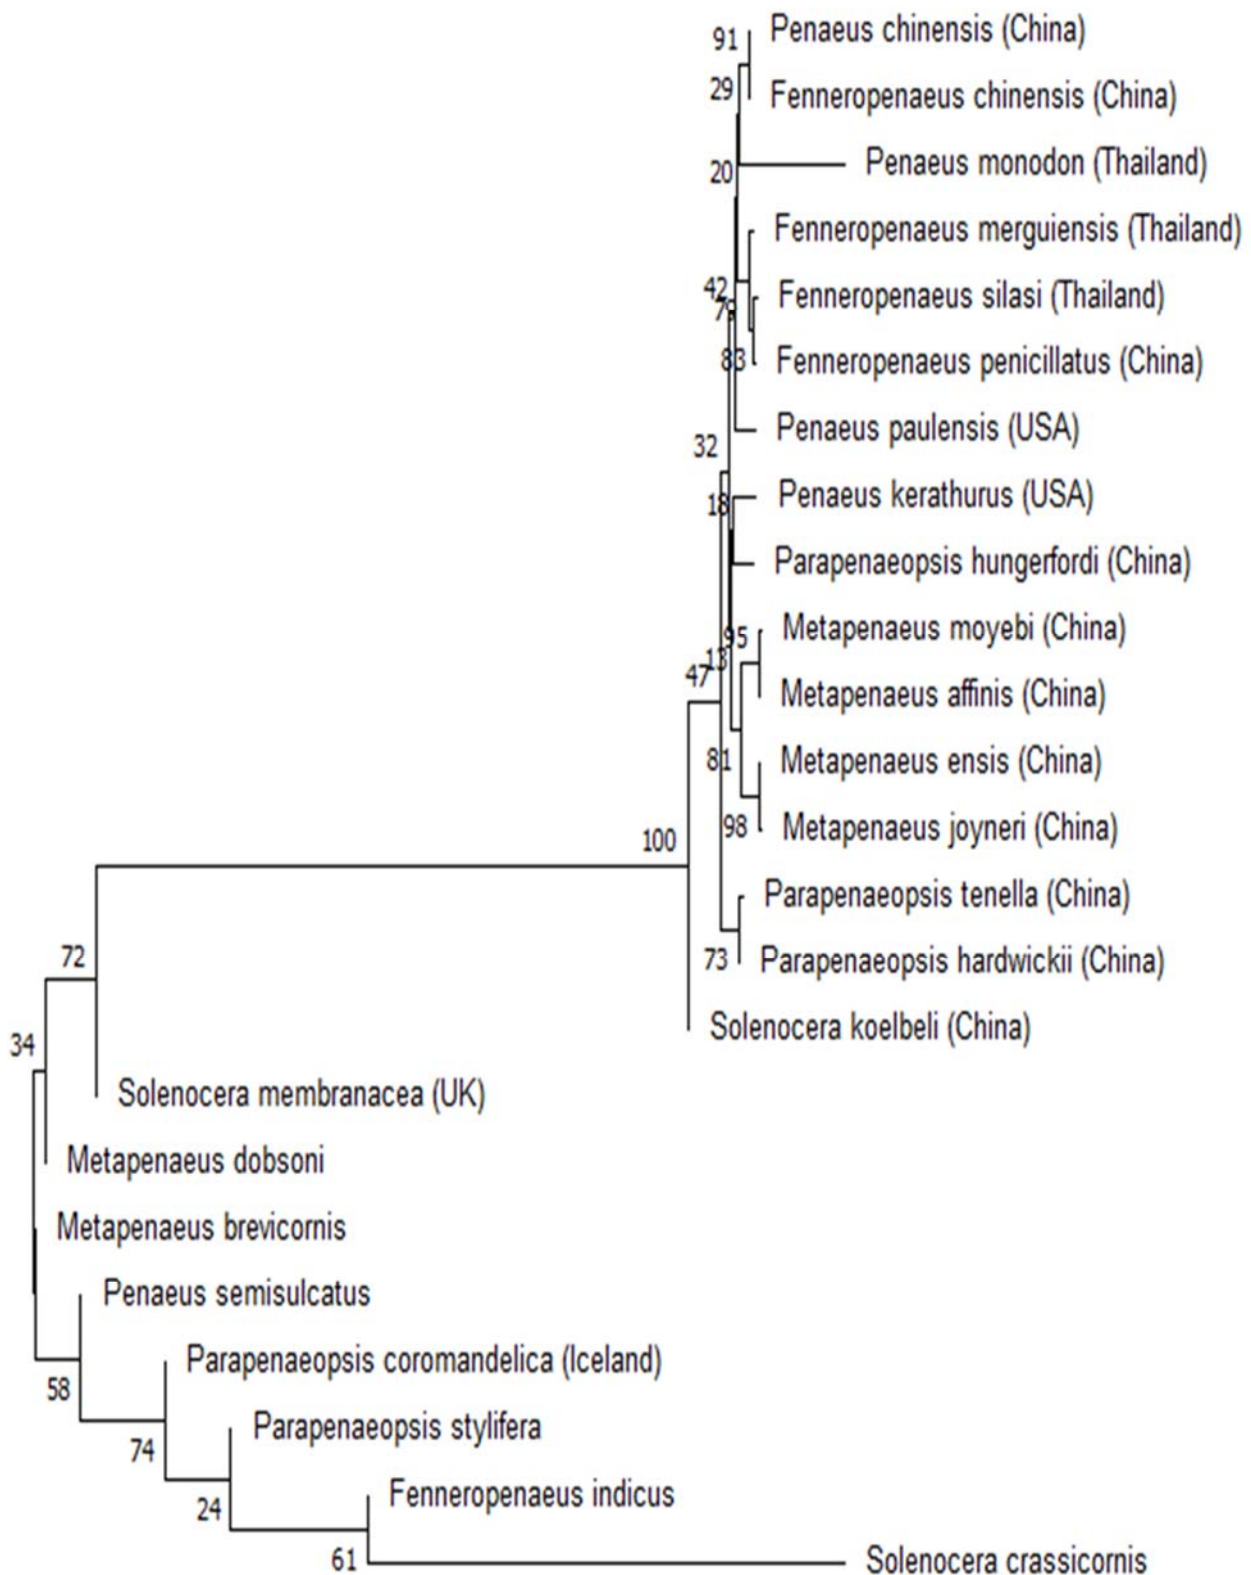 91
Penaeus chinensis (China)
29
Fenneropenaeus chinensis (China)
Penaeus monodon (Thailand)
20
Fenneropenaeus merguiensis (Thailand)
42
Fenneropenaeus silasi (Thailand)
79
83
Fenneropenaeus penicillatus (China)
Penaeus paulensis (USA)
32
Penaeus kerathurus (USA)
18
Parapenaeopsis hungerfordi (China)
Metapenaeus moyebi (China)
95
13
47
Metapenaeus affinis (China)
81
Metapenaeus ensis (China)
98
Metapenaeus joyneri (China)
100
Parapenaeopsis tenella (China)
72
73
Parapenaeopsis hardwickii (China)
Solenocera koelbeli (China)
34
Solenocera membranacea (UK)
Metapenaeus dobsoni
Metapenaeus brevicornis
Penaeus semisulcatus
Parapenaeopsis coromandelica (Iceland)
58
Parapenaeopsis stylifera
74
Fenneropenaeus indicus
24
61
Solenocera crassicornis